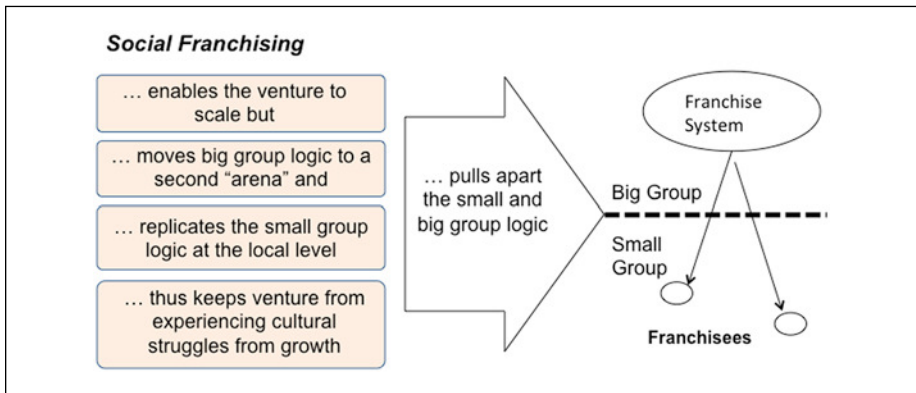 Social Franchising
… enables the venture to
scale but
… moves big group logic to a
second “arena” and
… replicates the small group
logic at the local level
… thus keeps venture from
experiencing cultural
struggles from growth
… pulls apart
the small and
big group logic
Franchise
System
Big Group
Small
Group
Franchisees